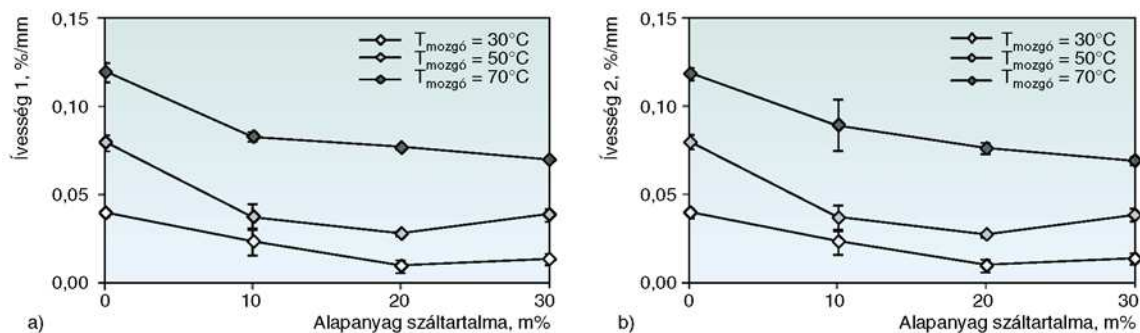 0,15
0,10
0,05
0,00
Ívesség 1, %/mm
T mozgó = 30°C
T mozgó = 50°C
T mozgó = 70°C
0 10 20 30
Alapanyag száltartalma, m%
a)
0,15
0,10
0,05
0,00
Ívesség 2, %/mm
T mozgó = 30°C
T mozgó = 50°C
T mozgó = 70°C
0 10 20 30
Alapanyag száltartalma, m%
b)